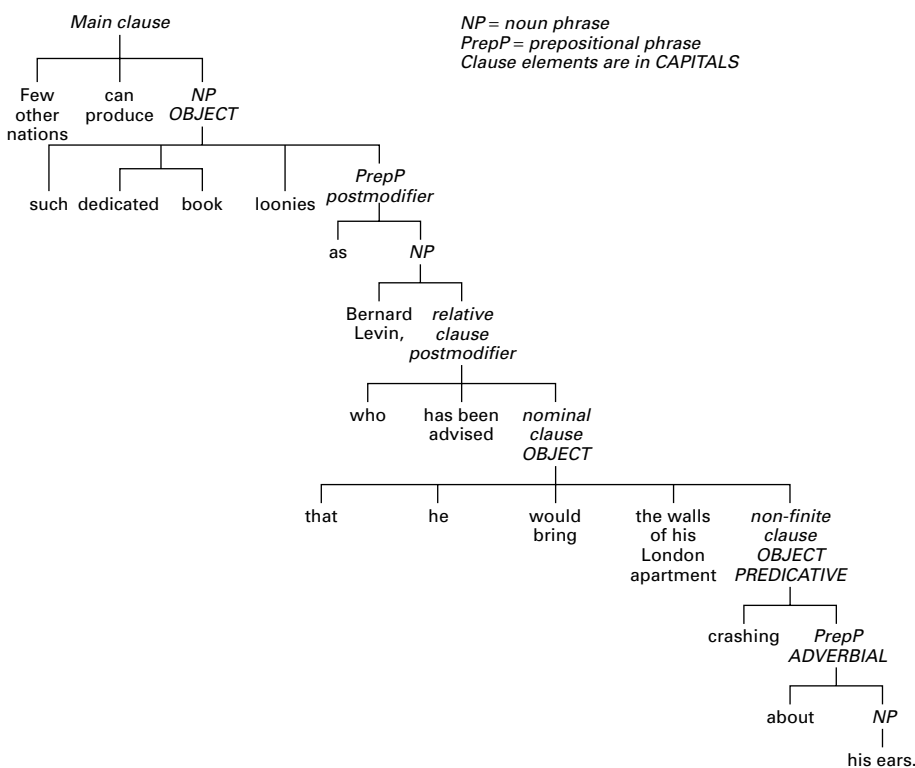 Main clause
NP = noun phrase
PrepP = prepositional phrase
Clause elements are in CAPITALS
Few
other
nations
can
produce
NP
OBJECT
such
dedicated
book
loonies
PrepP
postmodifier
as
NP
Bernard
Levin,
relative
clause
postmodifier
who
has been
advised
nominal
clause
OBJECT
that
he
would
bring
the walls
of his
London
apartment
non-finite
clause
OBJECT
PREDICATIVE
crashing
PrepP
ADVERBIAL
about
NP
his ears.